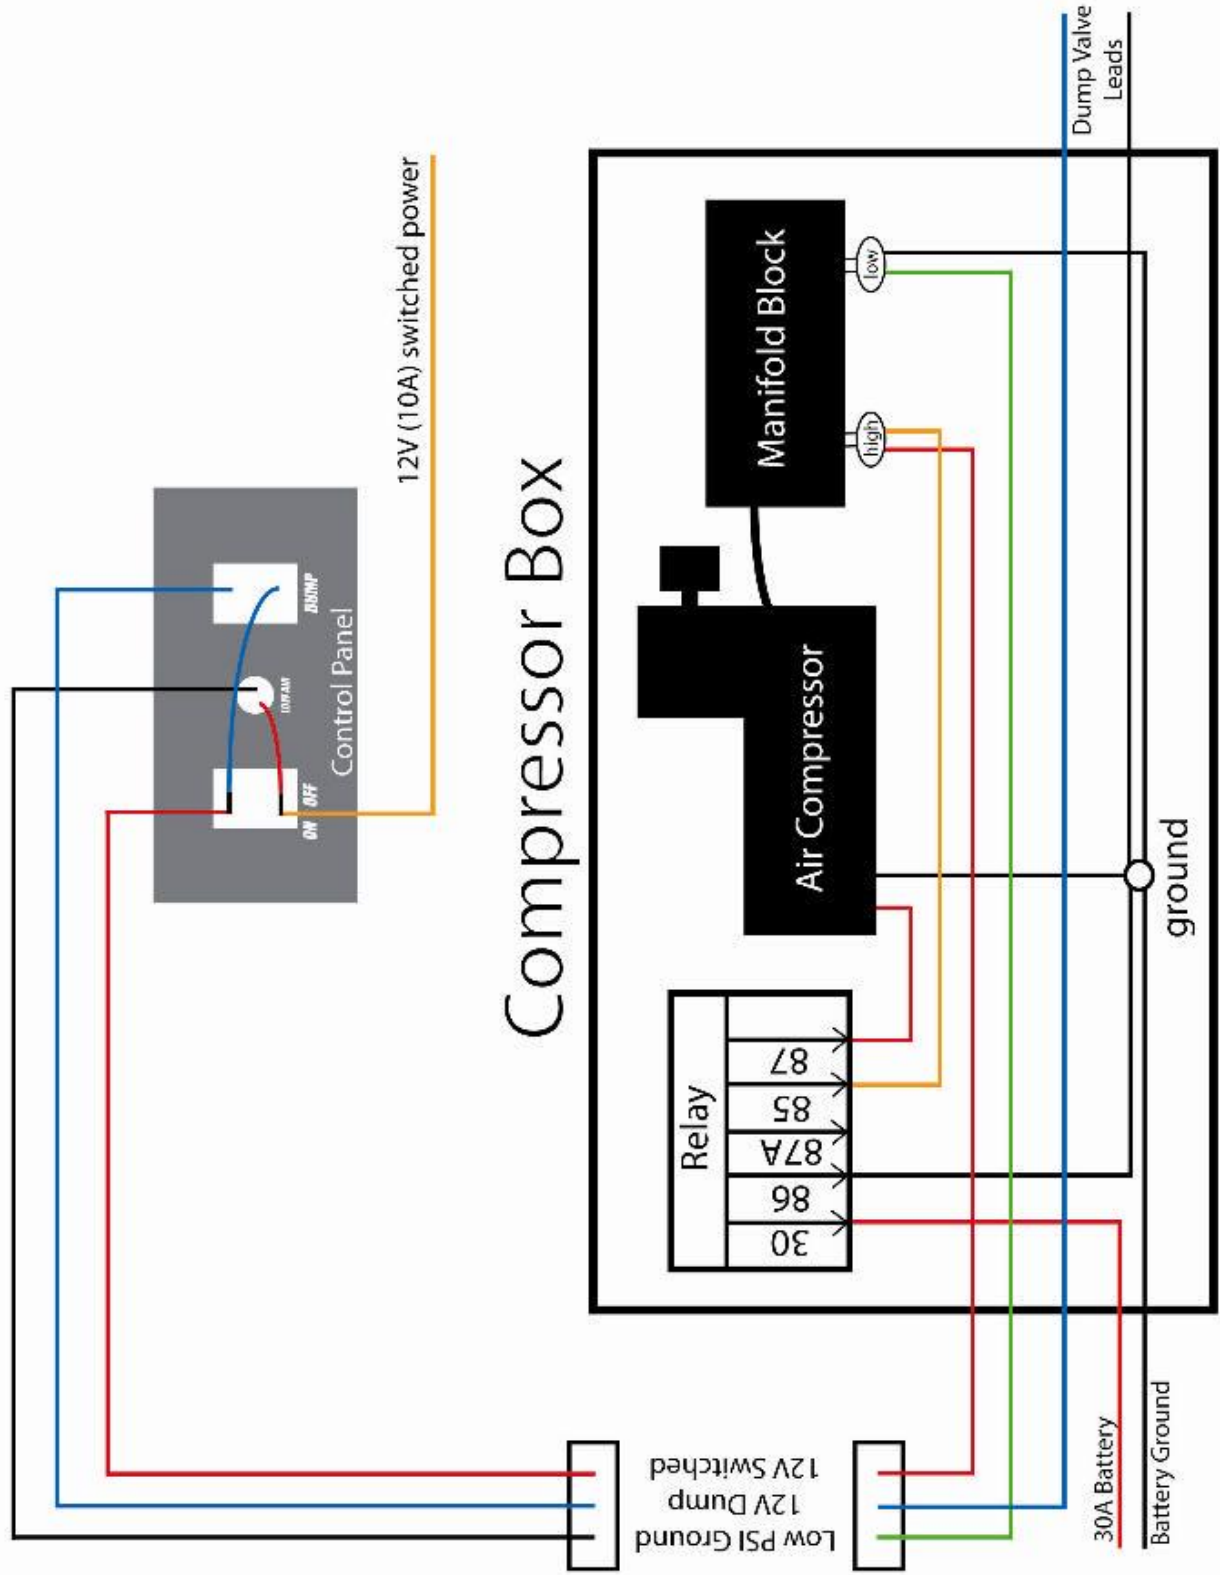 Dump Valve
Leads
12V (10A) switched power
DUMP
LOW AIR
Control Panel
ON OFF
Compressor Box
Manifold Block
low
high
Air Compressor
ground
Relay
87
85
87A
86
30
12V Switched
12V Dump
Low PSI Ground
30A Battery
Battery Ground